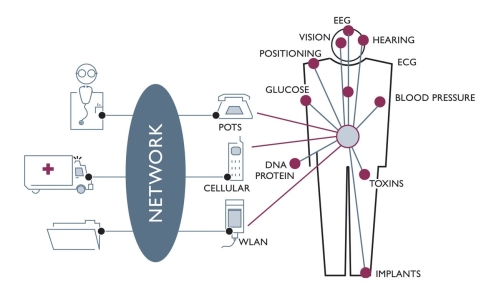 EEG
VISION
HEARING
POSITIONING
ECG
GLUCOSE
BLOOD PRESSURE
POTS
NETWORK
DNA
PROTEIN
CELLULAR
TOXINS
WLAN
IMPLANTS